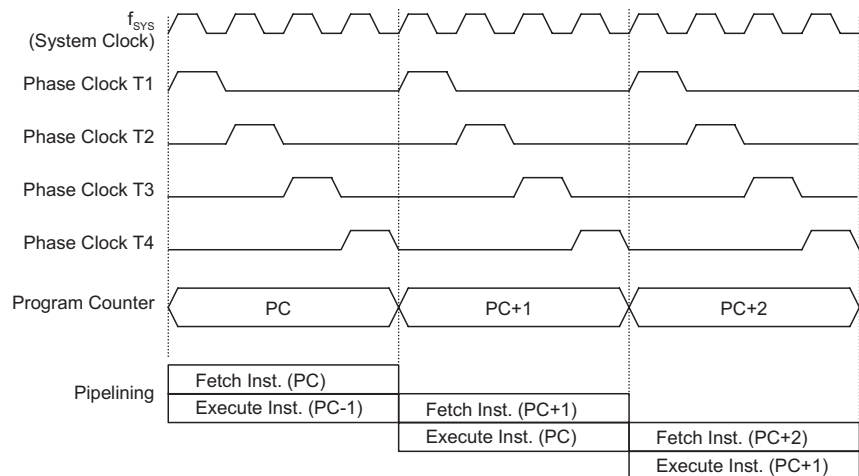 fSYS
(System Clock)
Phase Clock T1
Phase Clock T2
Phase Clock T3
Phase Clock T4
Program Counter
PC
PC+1
PC+2
Pipelining
Fetch Inst. (PC)
Execute Inst. (PC-1)
Fetch Inst. (PC+1)
Execute Inst. (PC)
Fetch Inst. (PC+2)
Execute Inst. (PC+1)